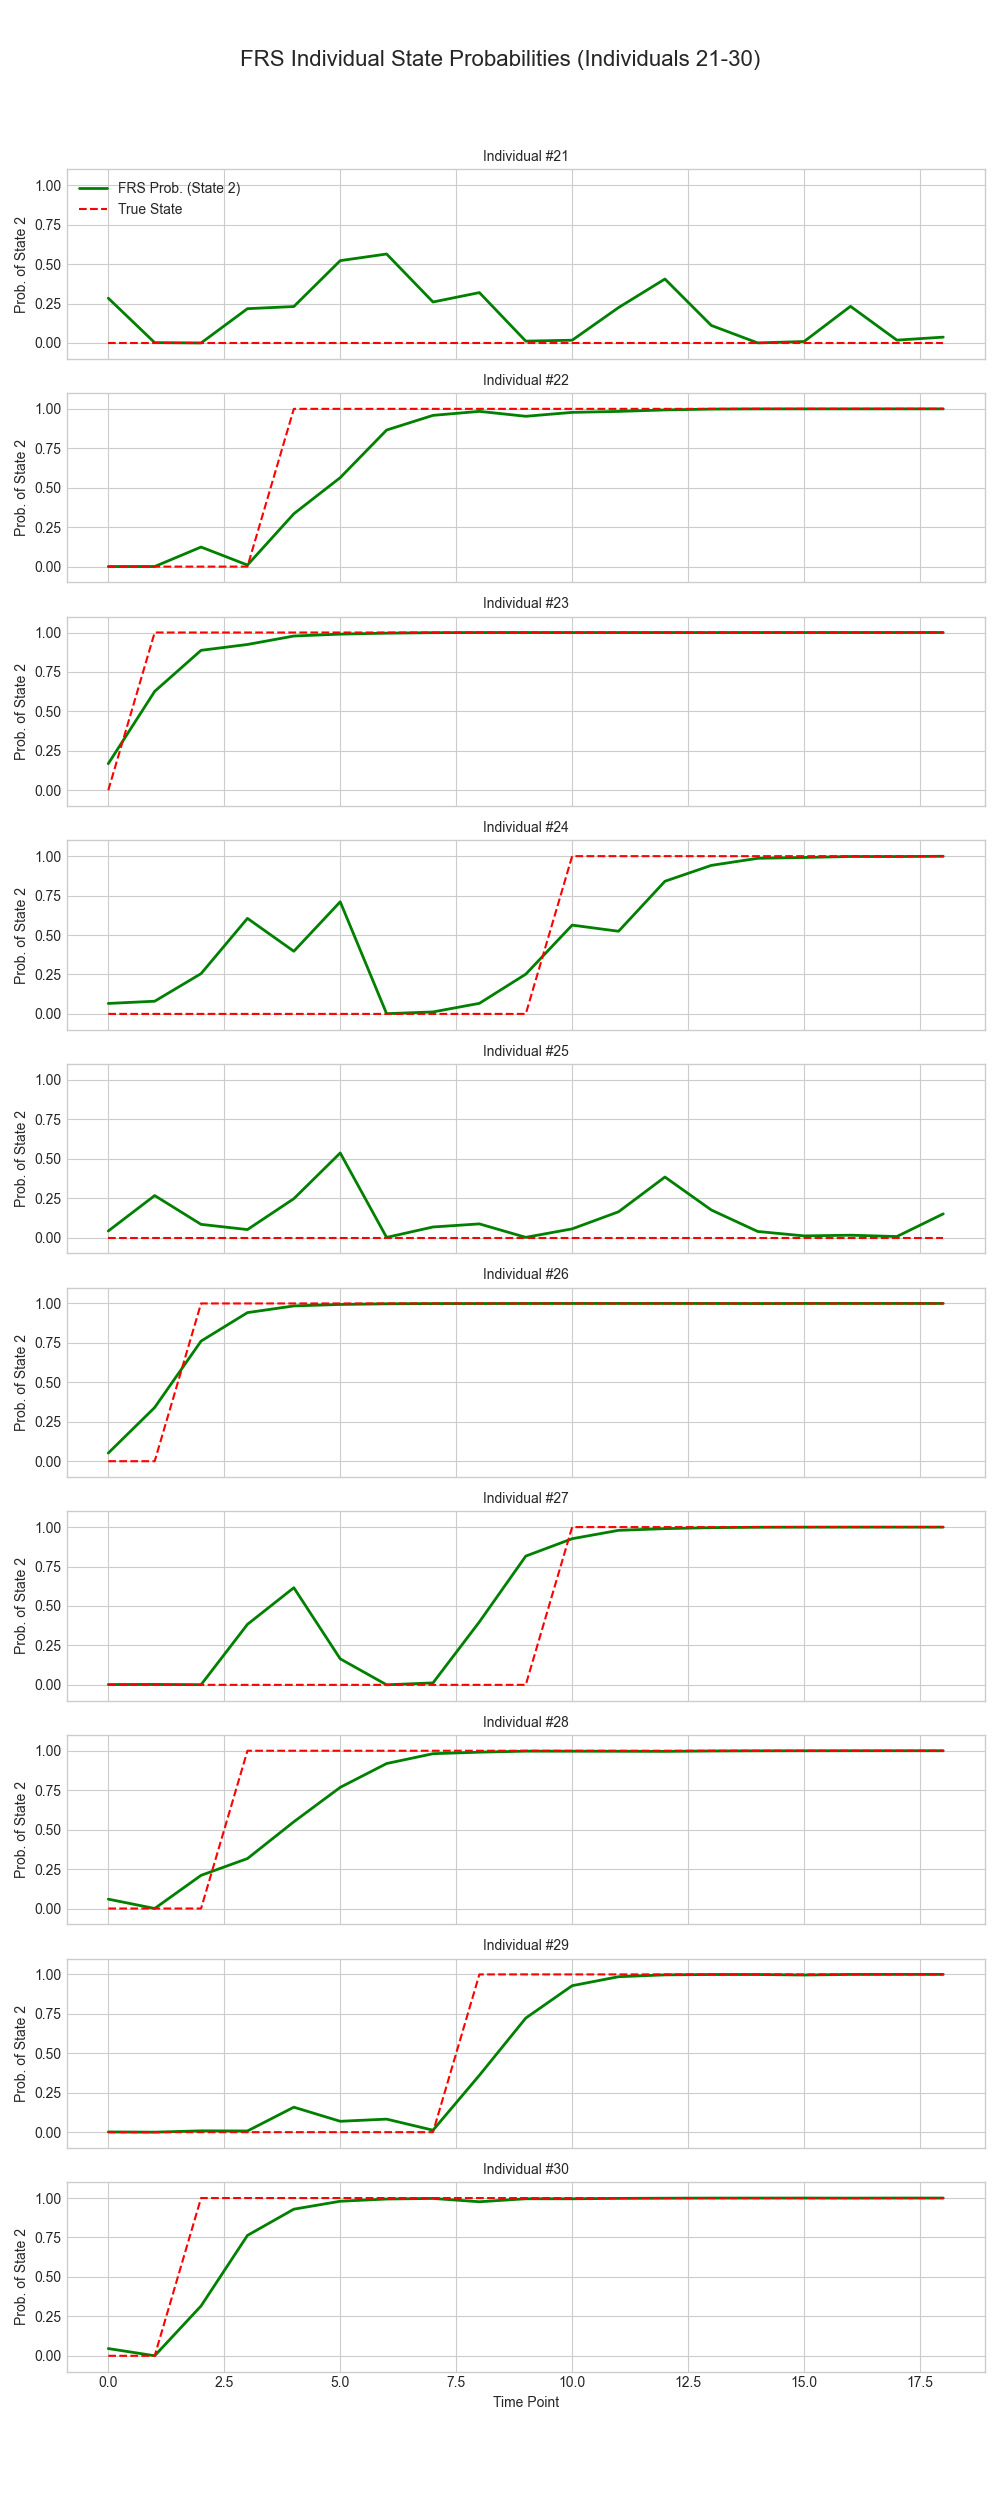 FRS Individual State Probabilities (Individuals 21-30)
Individual #21
Prob. of State 2
1.00
0.75
0.50
0.25
0.00
FRS Prob. (State 2)
True State
Individual #22
Prob. of State 2
1.00
0.75
0.50
0.25
0.00
Individual #23
Prob. of State 2
1.00
0.75
0.50
0.25
0.00
Individual #24
Prob. of State 2
1.00
0.75
0.50
0.25
0.00
Individual #25
Prob. of State 2
1.00
0.75
0.50
0.25
0.00
Individual #26
Prob. of State 2
1.00
0.75
0.50
0.25
0.00
Individual #27
Prob. of State 2
1.00
0.75
0.50
0.25
0.00
Individual #28
Prob. of State 2
1.00
0.75
0.50
0.25
0.00
Individual #29
Prob. of State 2
1.00
0.75
0.50
0.25
0.00
Individual #30
Prob. of State 2
1.00
0.75
0.50
0.25
0.00
0.0 2.5 5.0 7.5 10.0 12.5 15.0 17.5
Time Point